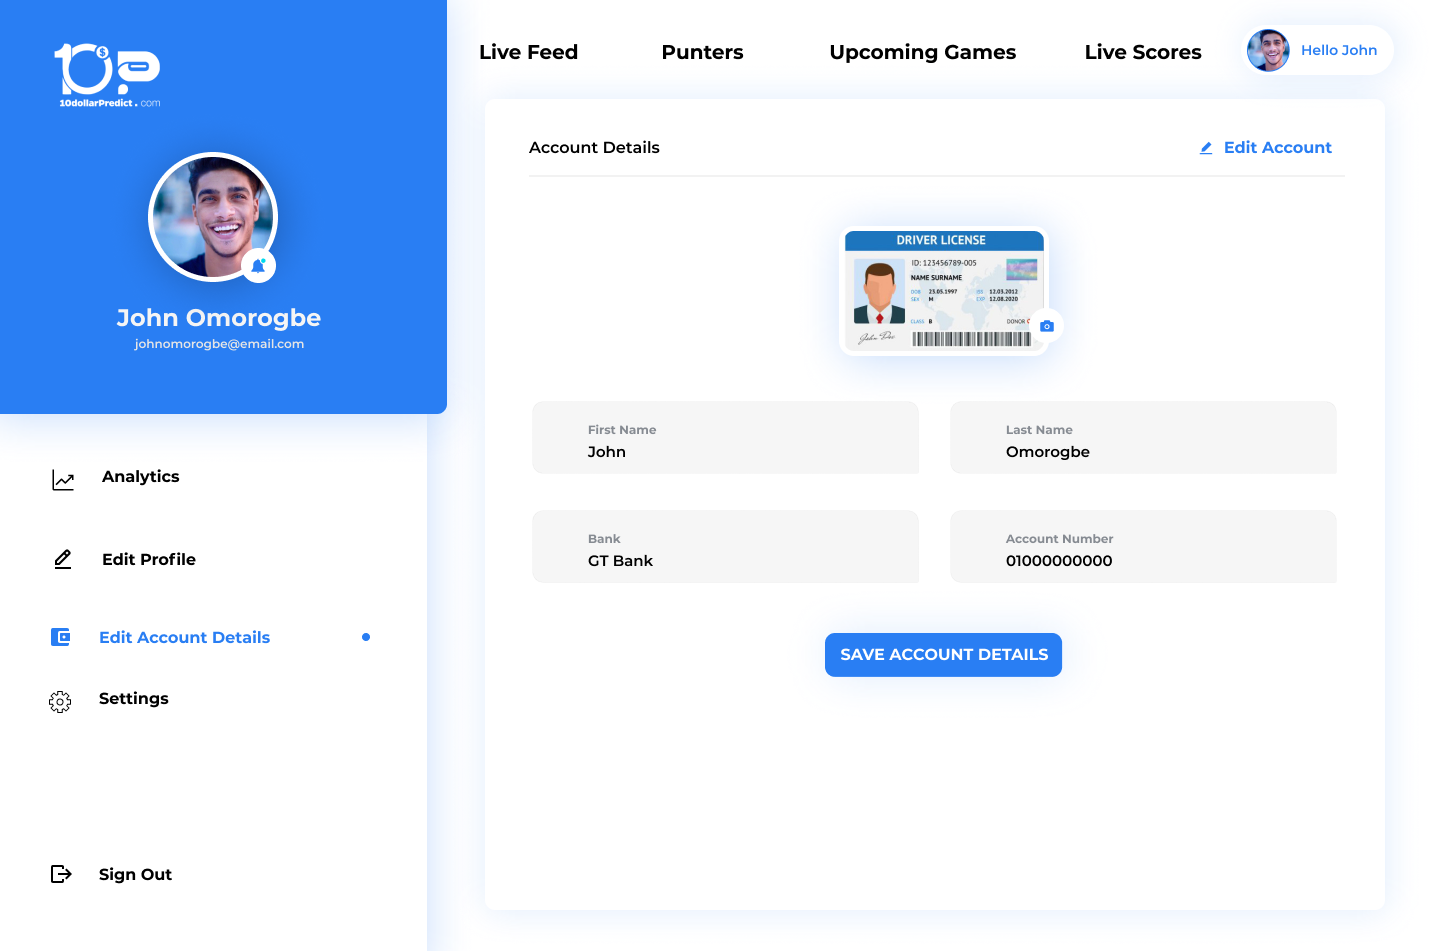 10P
10dollarPredict.com
Live Feed
Punters
Upcoming Games
Live Scores
Hello John
John Omorogbe
johnomorogbe@email.com
Analytics
Edit Profile
Edit Account Details
Settings
Sign Out
Account Details
Edit Account
DRIVER LICENSE
ID: 123456789-005
NAME SURNAME
DOB 23.05.1997 ISS 12.03.2012
SEX M EXP 12.08.2020
CLASS B DONOR
John Doe
First Name
John
Last Name
Omorogbe
Bank
GT Bank
Account Number
01000000000
SAVE ACCOUNT DETAILS